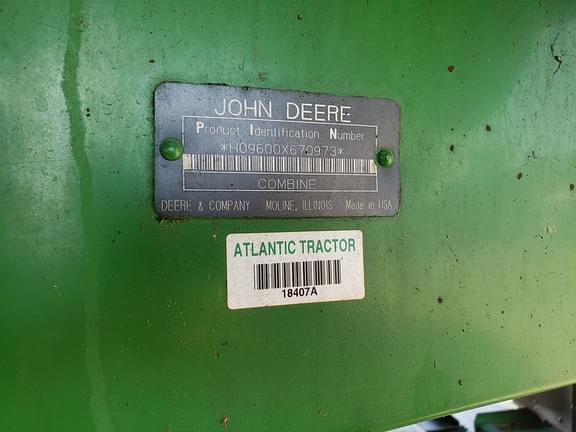 JOHN DEERE
Product Identification Number
*H09600X670973*
COMBINE
DEERE & COMPANY MOLINE, ILLINOIS Made in USA
ATLANTIC TRACTOR
18407A